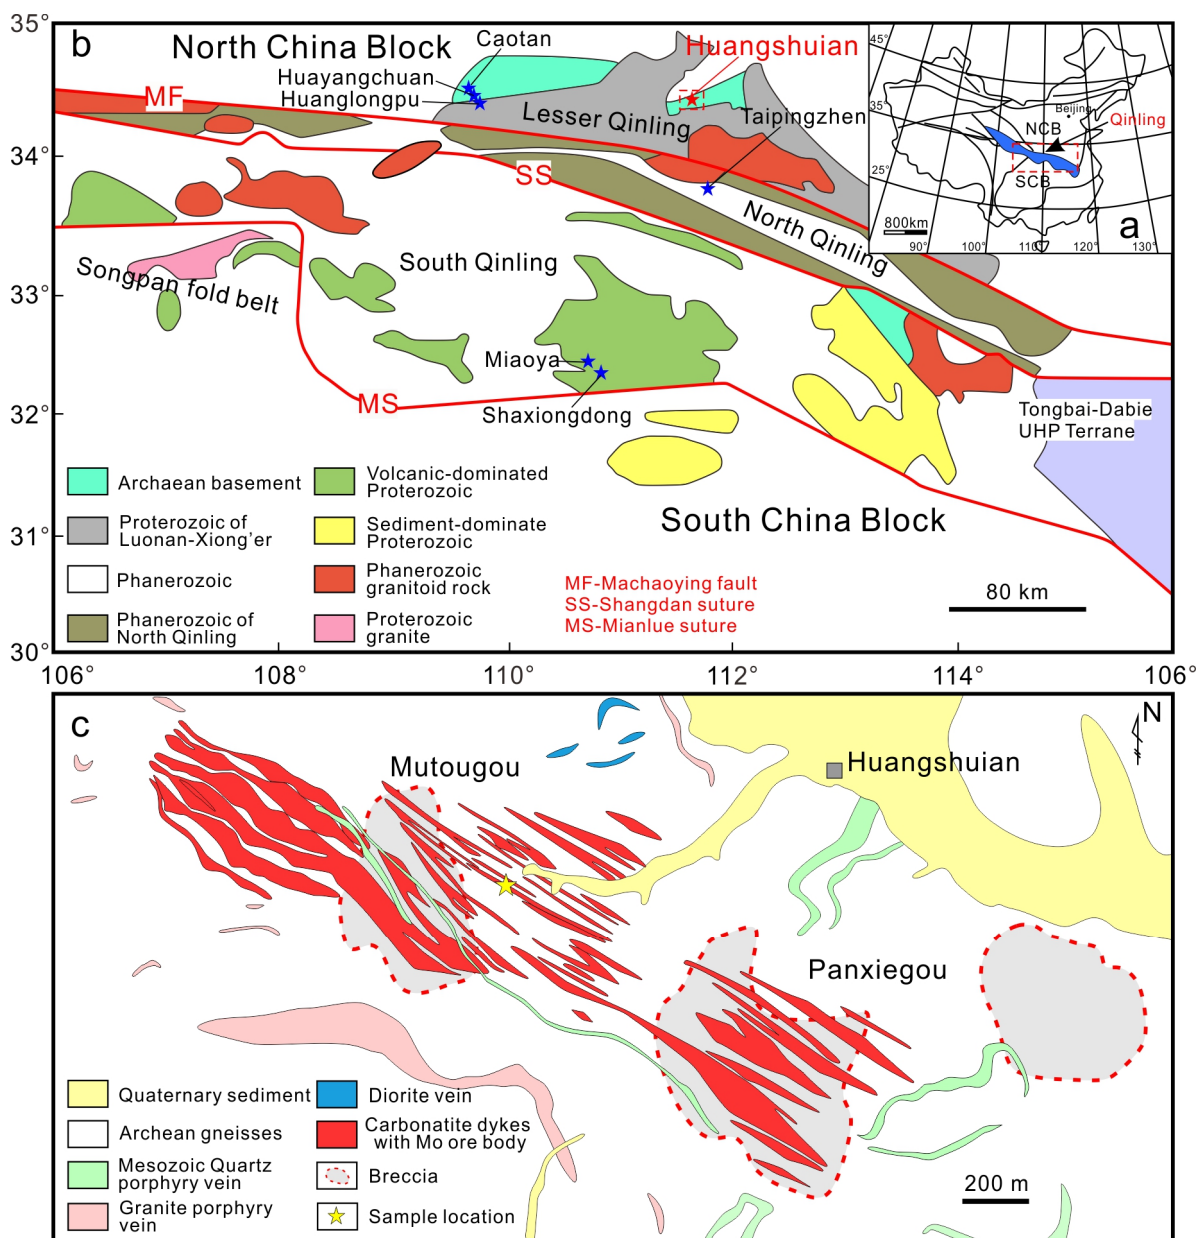 35°
b
North China Block
Caotan
Huangshuian
Huayangchuan
Huanglongpu
MF
Lesser Qinling
Taipingzhen
45°
35°
25°
Beijing
NCB
Qinling
SCB
800km
a
90°
100°
110°
120°
130°
34°
SS
North Qinling
South Qinling
Songpan fold belt
33°
Miaoya
MS
Shaxiongdong
32°
Tongbai-Dabie
UHP Terrane
Archaean basement
Volcanic-dominated
Proterozoic
Proterozoic of
Luonan-Xiong'er
Sediment-dominate
Proterozoic
South China Block
31°
Phanerozoic
Phanerozoic
granitoid rock
MF-Machaoying fault
SS-Shangdan suture
MS-Mianlue suture
80 km
Phanerozoic of
North Qinling
Proterozoic
granite
30°
106°
108°
110°
112°
114°
106°
c
N
Mutougou
Huangshuian
Panxiegou
Quaternary sediment
Diorite vein
Archean gneisses
Carbonatite dykes
with Mo ore body
Mesozoic Quartz
porphyry vein
Breccia
200 m
Granite porphyry
vein
Sample location